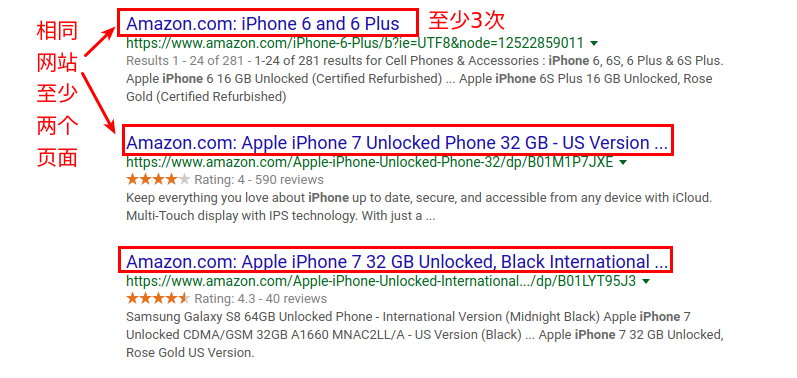 相同
网站
至少
两个
页面
Amazon.com: iPhone 6 and 6 Plus
至少3次
https://www.amazon.com/iPhone-6-Plus/b?ie=UTF8&node=12522859011
Results 1 - 24 of 281 - 1-24 of 281 results for Cell Phones & Accessories : iPhone 6, 6S, 6 Plus & 6S Plus.
Apple iPhone 6 16 GB Unlocked (Certified Refurbished) ... Apple iPhone 6S Plus 16 GB Unlocked, Rose
Gold (Certified Refurbished)
Amazon.com: Apple iPhone 7 Unlocked Phone 32 GB - US Version ...
https://www.amazon.com/Apple-iPhone-Unlocked-Phone-32/dp/B01M1P7JXE
Rating: 4 - 590 reviews
Keep everything you love about iPhone up to date, secure, and accessible from any device with iCloud.
Multi-Touch display with IPS technology. With just a ...
Amazon.com: Apple iPhone 7 32 GB Unlocked, Black International ...
https://www.amazon.com/Apple-iPhone-Unlocked-International.../dp/B01LYT95J3
Rating: 4.3 - 40 reviews
Samsung Galaxy S8 64GB Unlocked Phone - International Version (Midnight Black) Apple iPhone 7
Unlocked CDMA/GSM 32GB A1660 MNAC2LL/A - US Version (Black) ... Apple iPhone 7 32 GB Unlocked,
Rose Gold US Version.